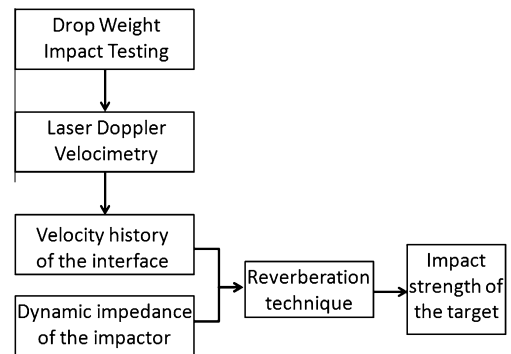 Drop Weight
Impact Testing
Laser Doppler
Velocimetry
Velocity history
of the interface
Dynamic impedance
of the impactor
Reverberation
technique
Impact
strength of
the target